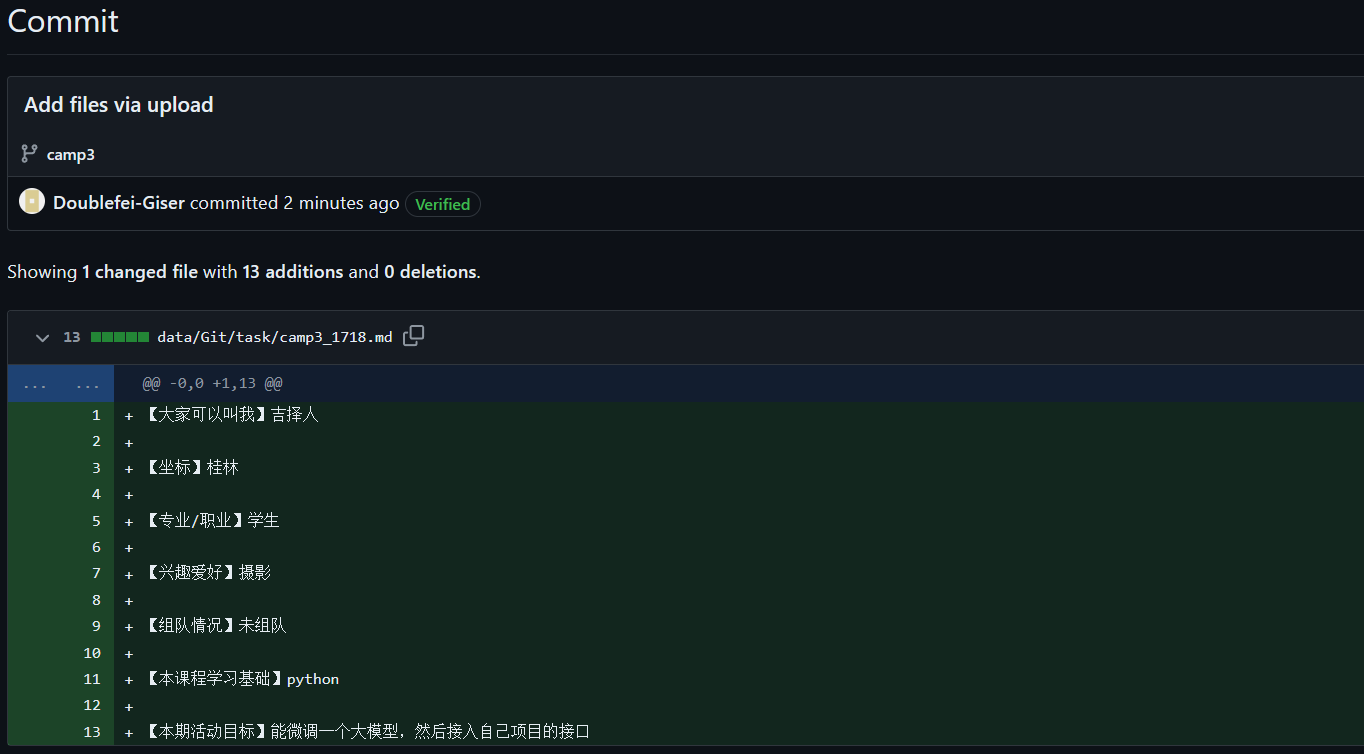 Commit
Add files via upload
camp3
Doublefei-Giser committed 2 minutes ago Verified
Showing 1 changed file with 13 additions and 0 deletions.
13 data/Git/task/camp3_1718.md
... ... @@ -0,0 +1,13 @@
1 + 【大家可以叫我】吉择人
2 +
3 + 【坐标】桂林
4 +
5 + 【专业/职业】学生
6 +
7 + 【兴趣爱好】摄影
8 +
9 + 【组队情况】未组队
10 +
11 + 【本课程学习基础】python
12 +
13 + 【本期活动目标】能微调一个大模型，然后接入自己项目的接口